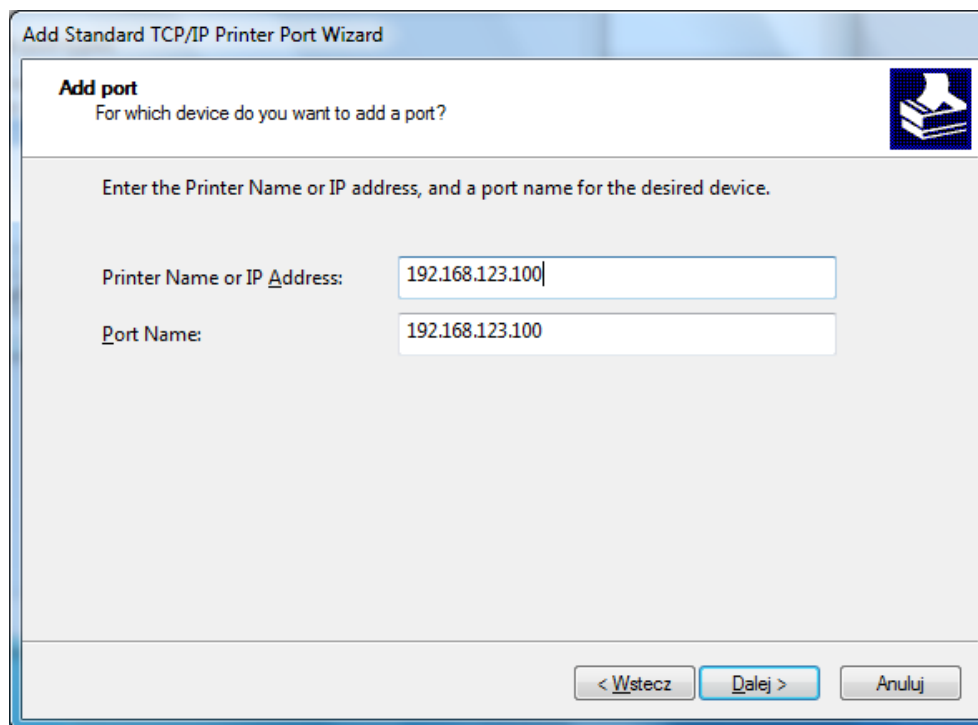 Add Standard TCP/IP Printer Port Wizard
Add port
For which device do you want to add a port?
Enter the Printer Name or IP address, and a port name for the desired device.
Printer Name or IP Address: 192.168.123.100
Port Name: 192.168.123.100
< Wstecz Dalej > Anuluj